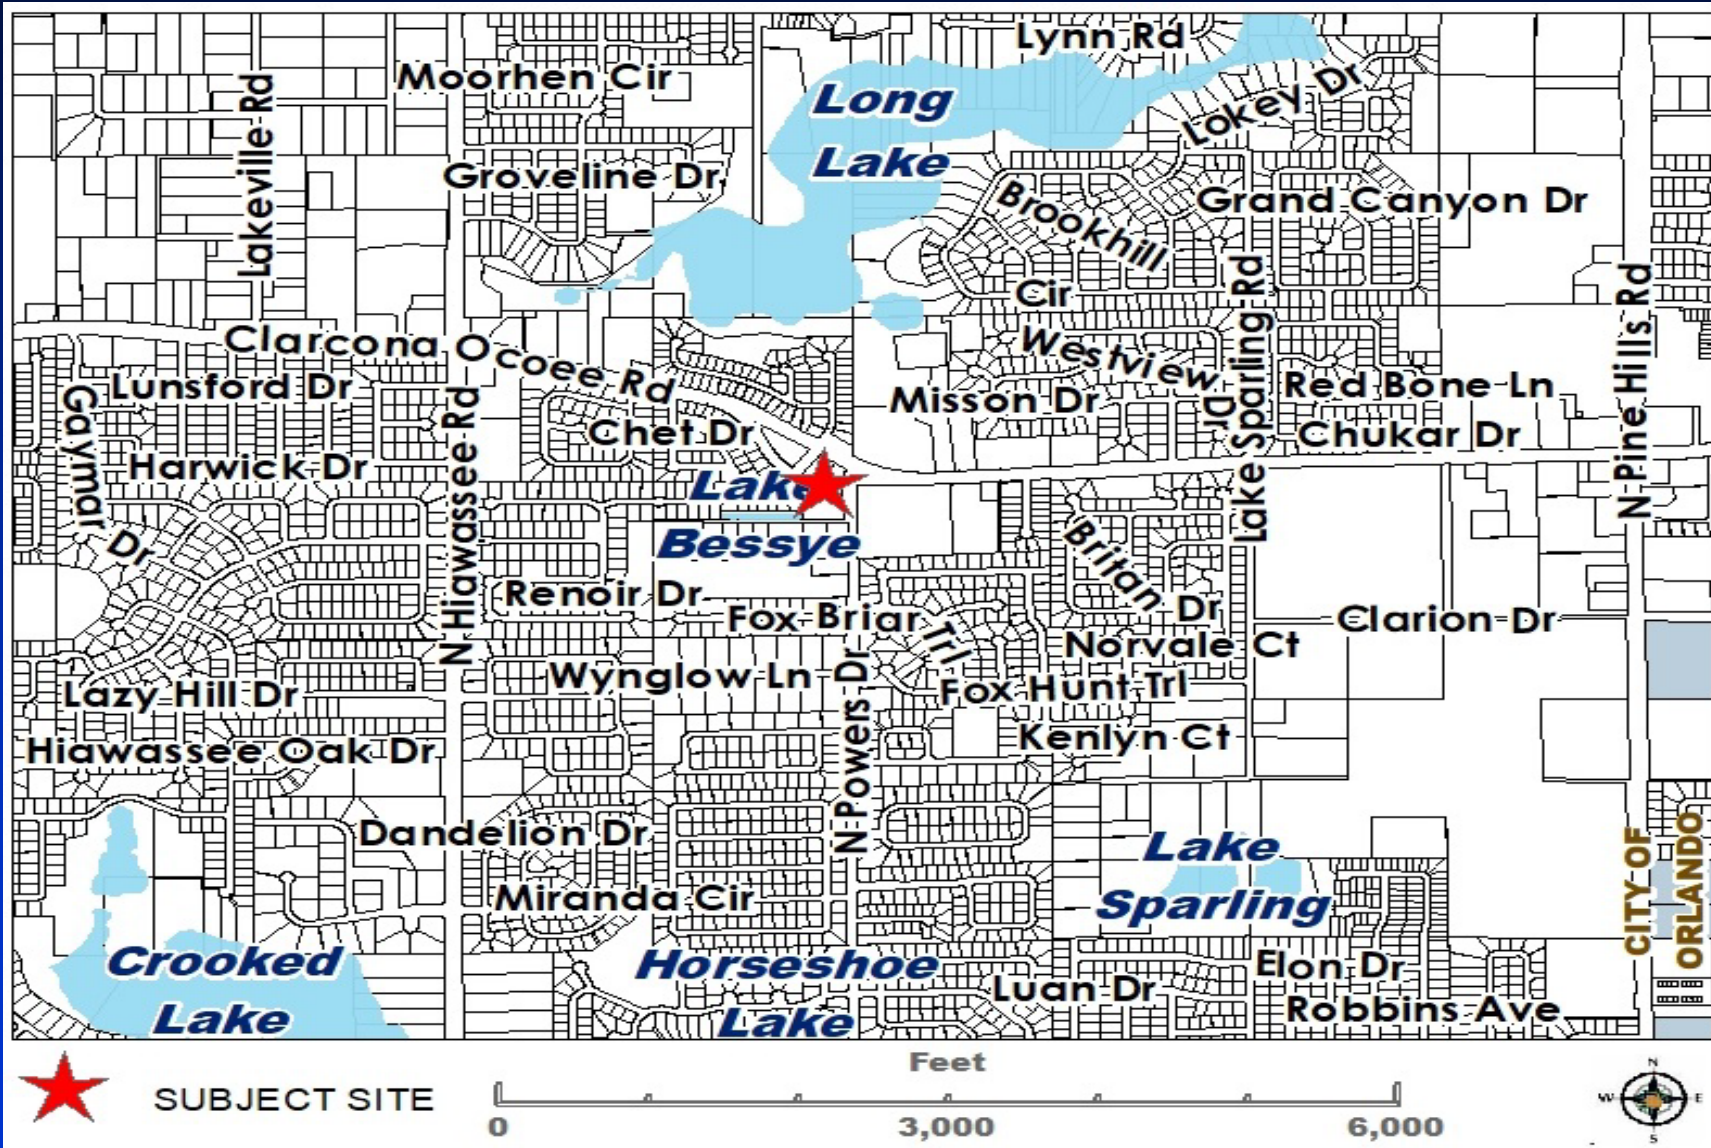 Lynn Rd
Moorhen Cir
Lakeville Rd
Long
Lake
Lokey Dr
Groveline Dr
Brookhill
Cir
Grand Canyon Dr
Clarcona Ocoee Rd
Westview Dr
Lake Sparling Rd
N Pine Hills Rd
Gaymar Dr
Lunsford Dr
N Hiawassee Rd
Misson Dr
Red Bone Ln
Chet Dr
Chukar Dr
Harwick Dr
Lake
Bessye
Britan Dr
Renoir Dr
Fox Briar Trl
Clarion Dr
Norvale Ct
Wynglow Ln
N Powers Dr
Fox Hunt Trl
Lazy Hill Dr
Kenlyn Ct
Hiawassee Oak Dr
Dandelion Dr
Lake
Sparling
CITY OF
ORLANDO
Miranda Cir
Crooked
Lake
Horseshoe
Lake
Luan Dr
Elon Dr
Robbins Ave
SUBJECT SITE
Feet
0 3,000 6,000
N
W E
S